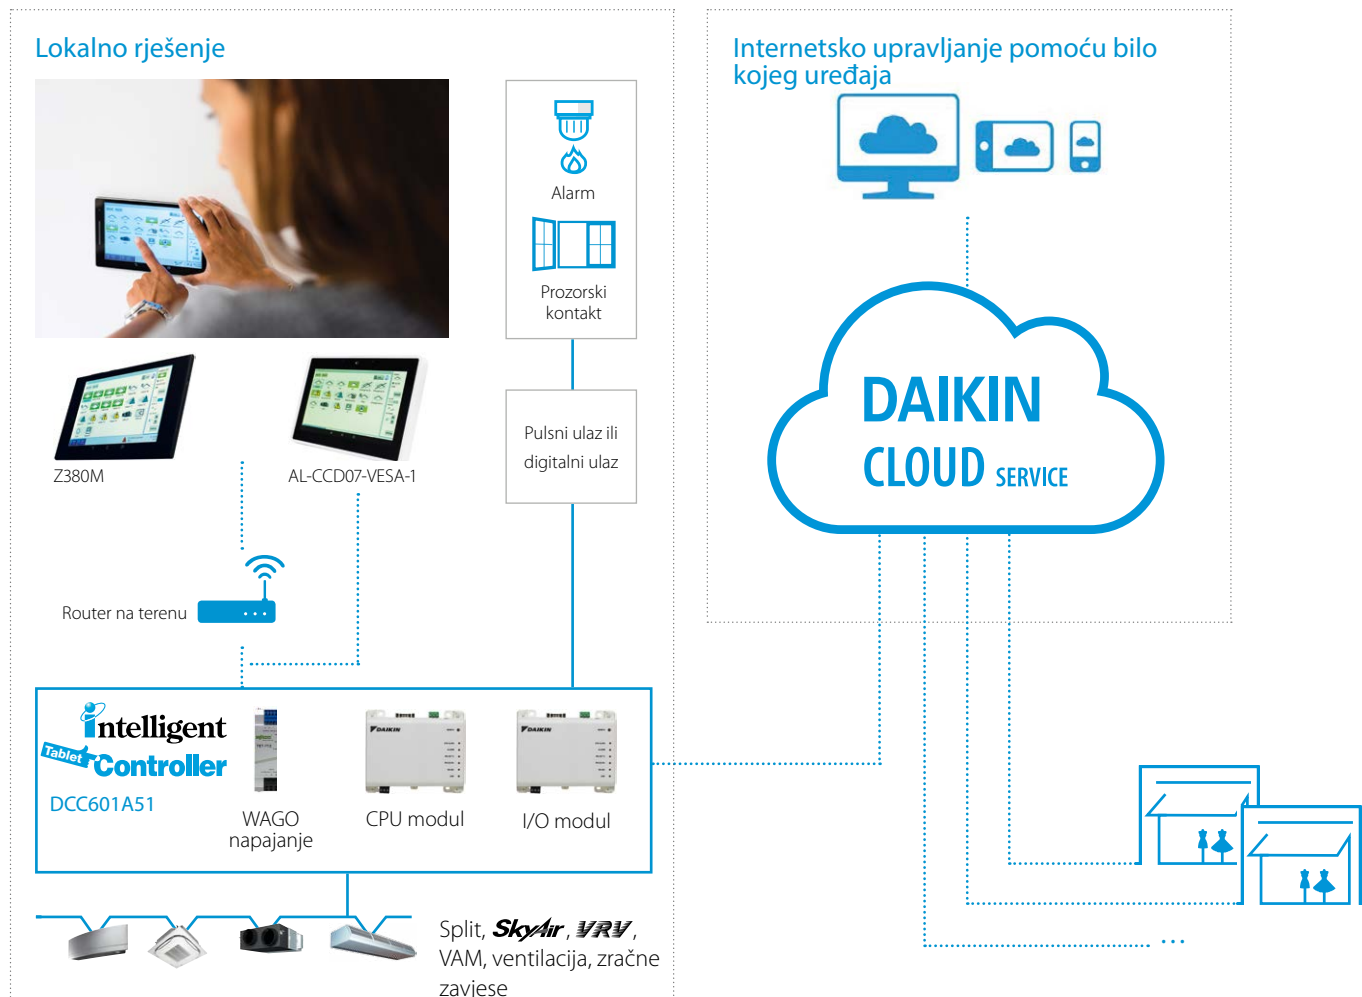 Lokalno rješenje
Alarm
Prozorski
kontakt
Z380M
AL-CCD07-VESA-1
Pulsni ulaz ili
digitalni ulaz
Router na terenu
intelligent
Tablet
Controller
DCC601A51
WAGO
napajanje
DAIKIN
CPU modul
DAIKIN
I/O modul
Split, SkyAir, VRV,
VAM, ventilacija, zračne
zavjese
Internetsko upravljanje pomoću bilo
kojeg uređaja
DAIKIN
CLOUD SERVICE
...